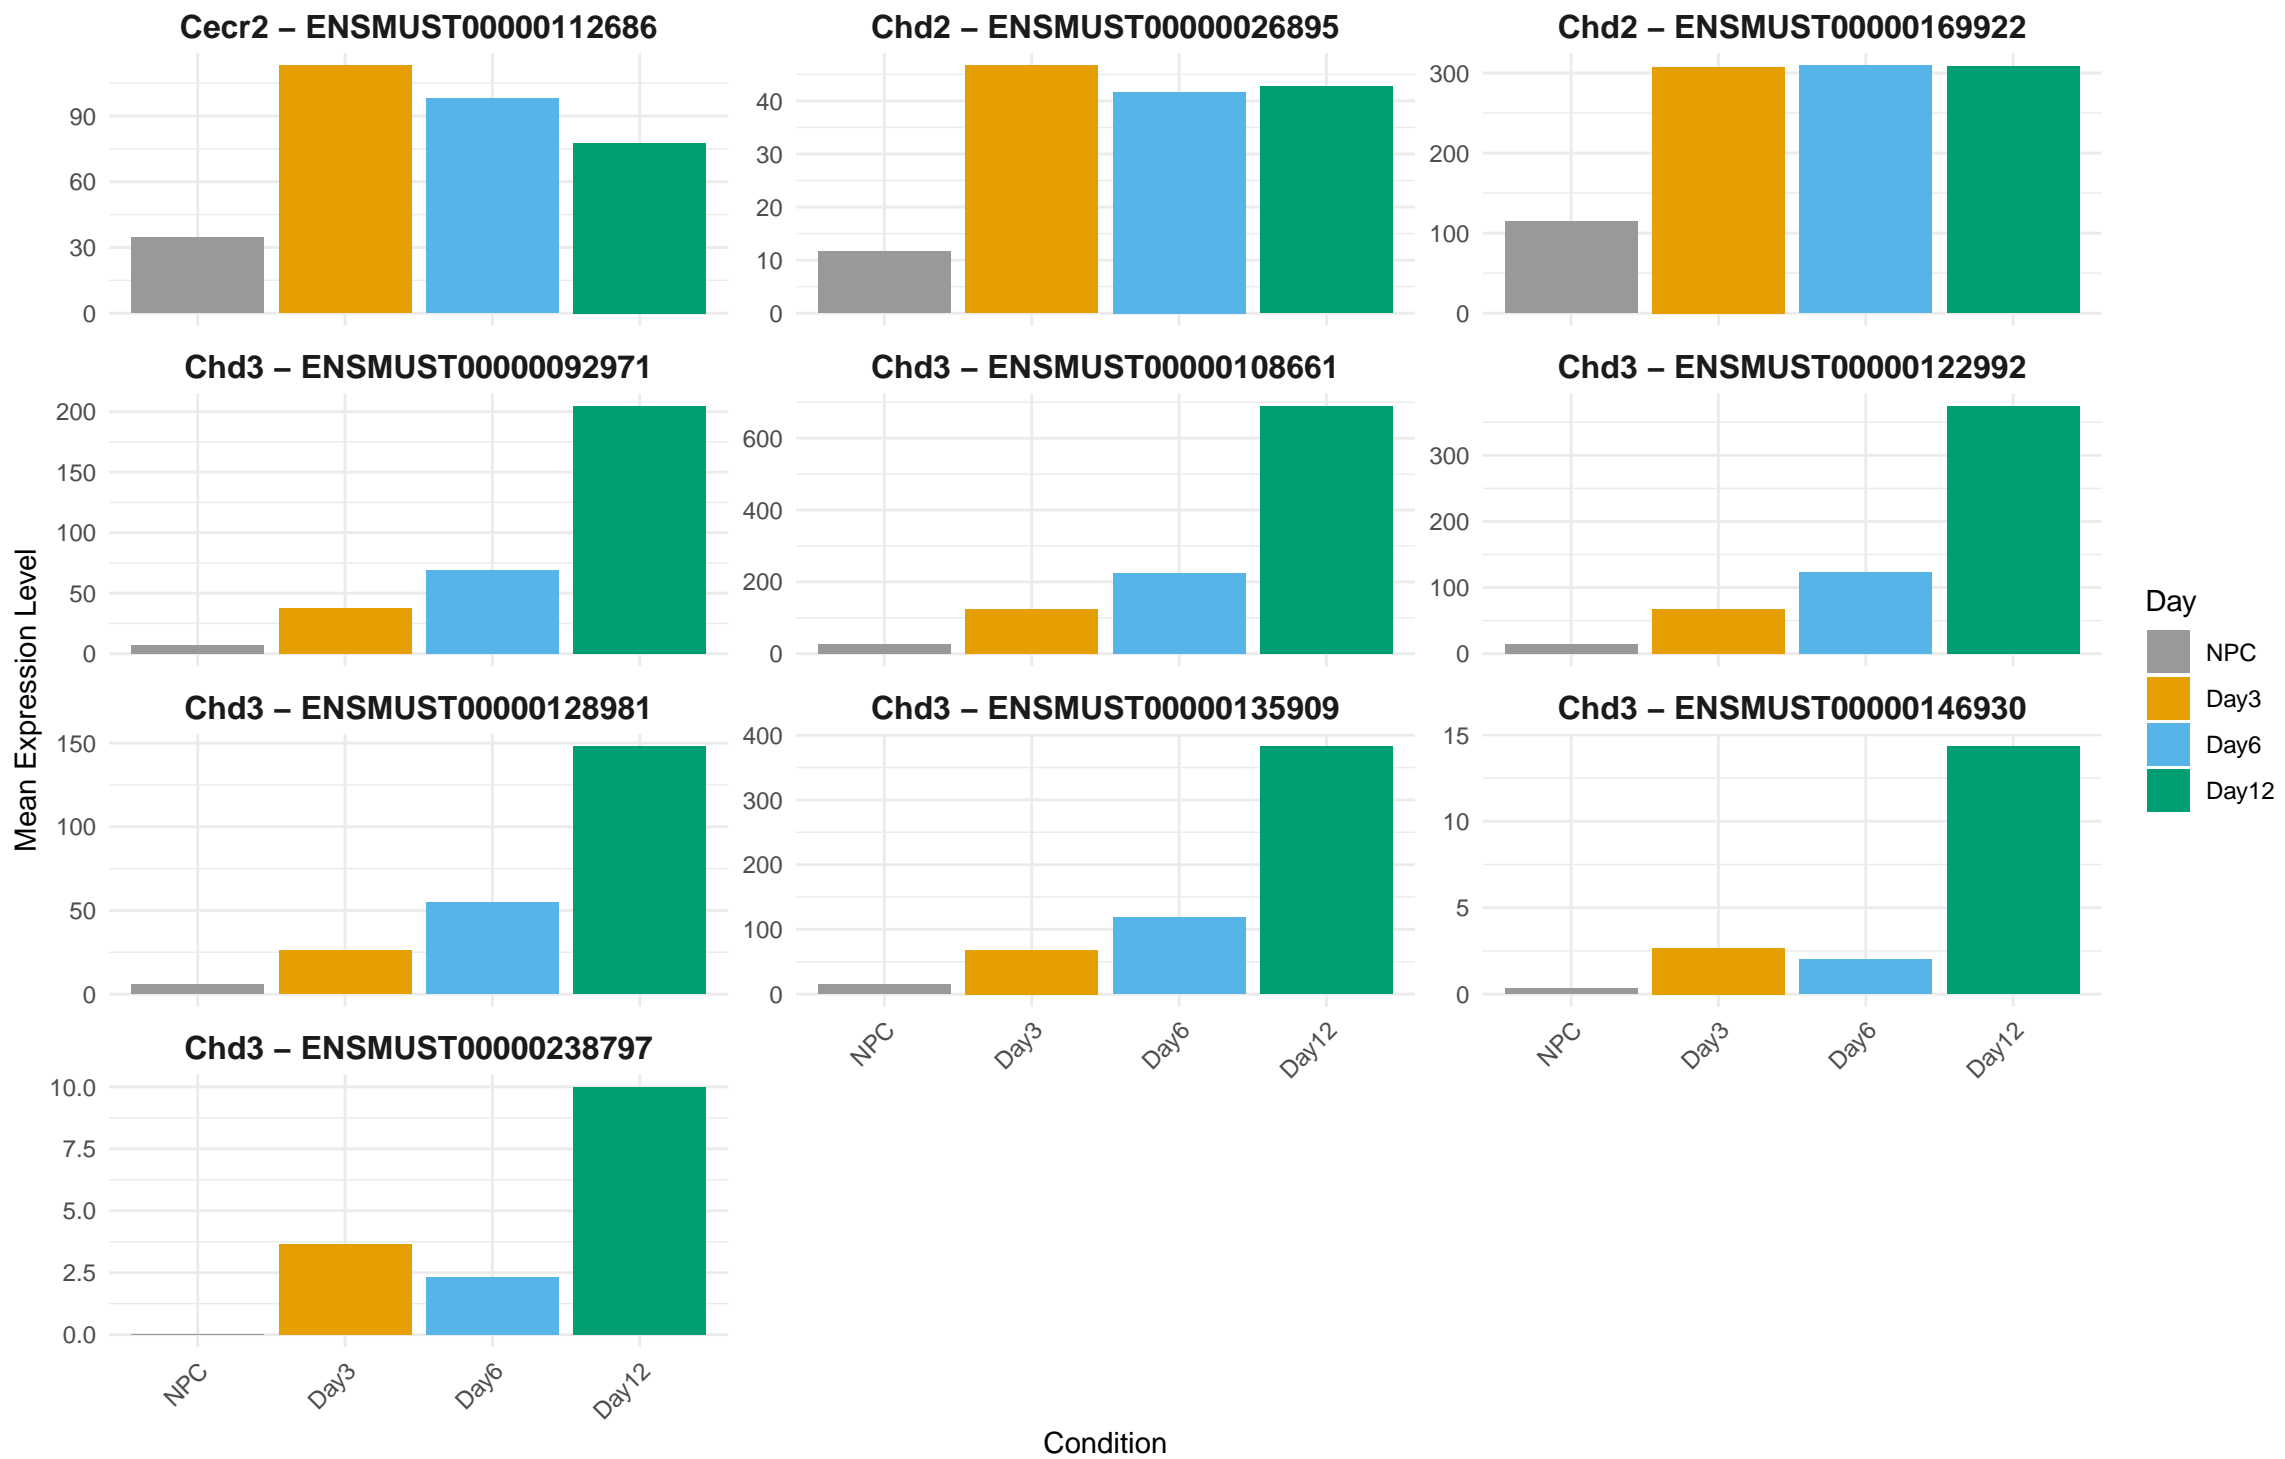 Cecr2 – ENSMUST00000112686
Chd2 – ENSMUST00000026895
Chd2 – ENSMUST00000169922
90
60
30
0
40
30
20
10
0
300
200
100
0
Chd3 – ENSMUST00000092971
Chd3 – ENSMUST00000108661
Chd3 – ENSMUST00000122992
200
150
100
50
0
600
400
200
0
300
200
100
0
Chd3 – ENSMUST00000128981
Chd3 – ENSMUST00000135909
Chd3 – ENSMUST00000146930
150
100
50
0
400
300
200
100
0
15
10
5
0
NPC
Day3
Day6
Day12
NPC
Day3
Day6
Day12
Chd3 – ENSMUST00000238797
10.0
7.5
5.0
2.5
0.0
NPC
Day3
Day6
Day12
Mean Expression Level
Condition
Day
NPC
Day3
Day6
Day12